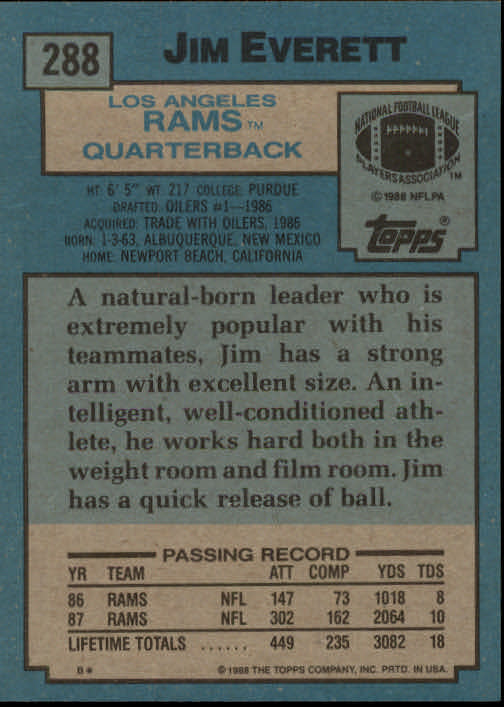 288
JIM EVERETT
LOS ANGELES
RAMS TM
QUARTERBACK
NATIONAL FOOTBALL LEAGUE
PLAYERS ASSOCIATION TM
© 1988 NFLPA
Topps®
HT: 6' 5" WT: 217 COLLEGE: PURDUE
DRAFTED: OILERS #1—1986
ACQUIRED: TRADE WITH OILERS, 1986
BORN: 1-3-63, ALBUQUERQUE, NEW MEXICO
HOME: NEWPORT BEACH, CALIFORNIA
A natural-born leader who is
extremely popular with his
teammates, Jim has a strong
arm with excellent size. An in-
telligent, well-conditioned ath-
lete, he works hard both in the
weight room and film room. Jim
has a quick release of ball.
PASSING RECORD
YR TEAM ATT COMP YDS TDS
86 RAMS NFL 147 73 1018 8
87 RAMS NFL 302 162 2064 10
LIFETIME TOTALS ...... 449 235 3082 18
B* © 1988 THE TOPPS COMPANY, INC. PRTD. IN USA.